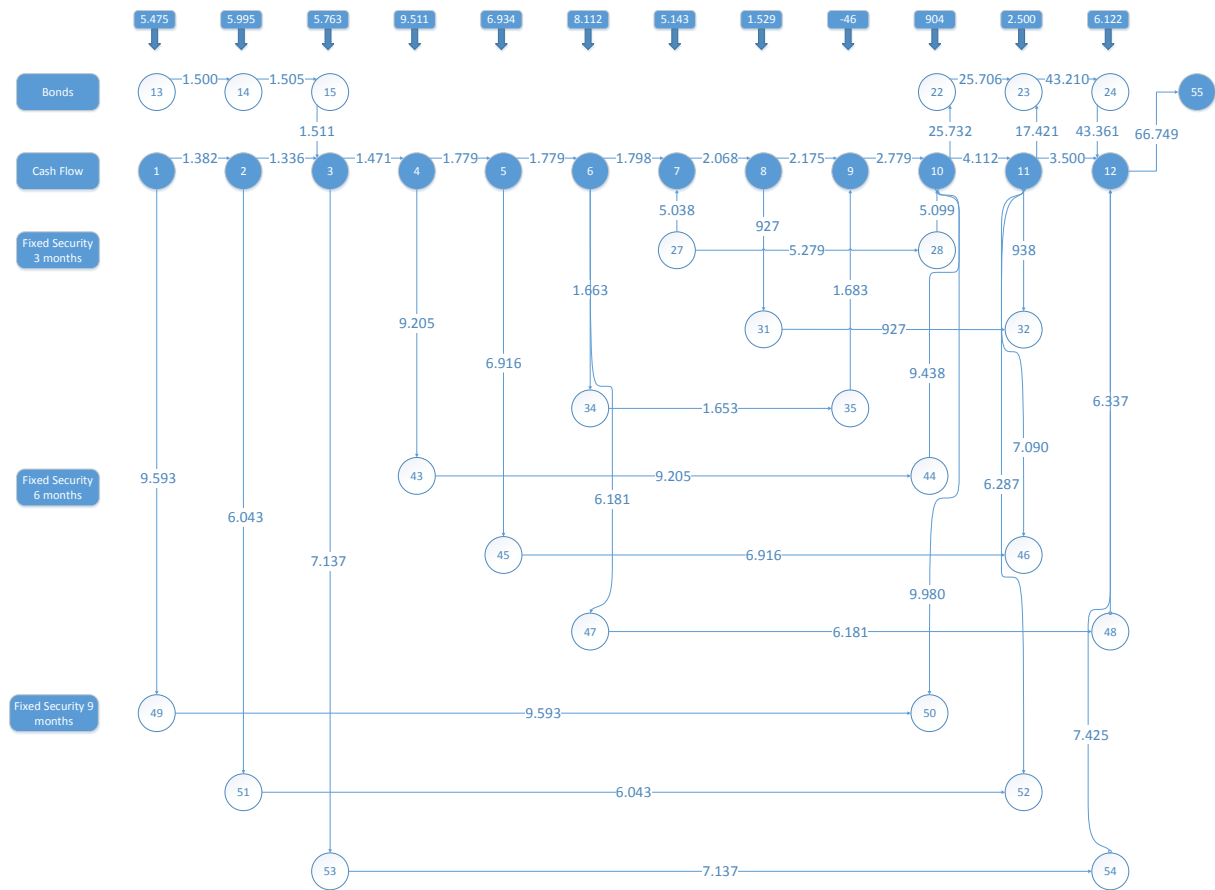 5.475 5.995 5.763 9.511 6.934 8.112 5.143 1.529 -46 904 2.500 6.122
Bonds 13 1.500 14 1.505 15 22 25.706 23 43.210 24 55
1.511 25.732 17.421 43.361 66.749
Cash Flow 1 1.382 2 1.336 3 1.471 4 1.779 5 1.779 6 1.798 7 2.068 8 2.175 9 2.779 10 4.112 11 3.500 12
5.038 927 5.099
Fixed Security
3 months
27 5.279 28 938
1.663 1.683
9.205 31 927 32
6.916 9.438
34 1.653 35 6.337
7.090
Fixed Security
6 months
9.593 43 9.205 44 6.287
6.181
6.043
7.137 45 6.916 46
9.980
47 6.181 48
Fixed Security 9
months
49 9.593 50
7.425
51 6.043 52
53 7.137 54